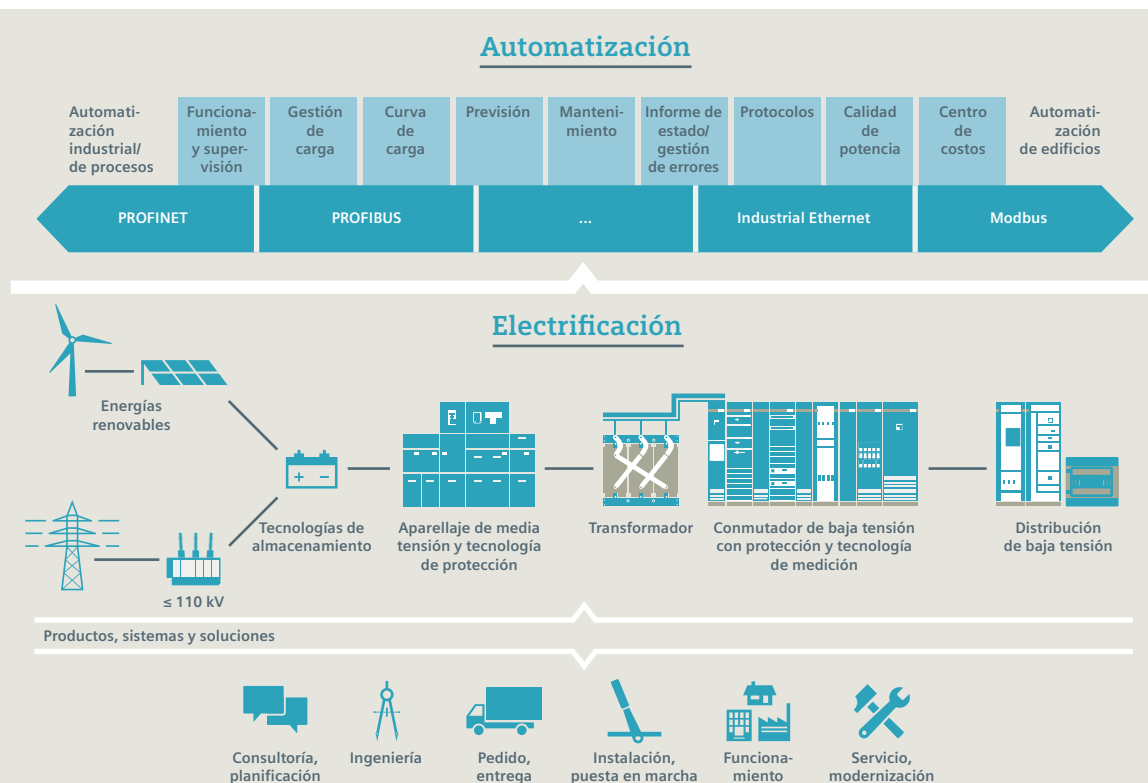 Automatización
Automati-
zación
industrial/
de procesos
Funciona-
miento
y super-
visión
Gestión
de
carga
Curva
de
carga
Previsión
Manteni-
miento
Informe de
estado/
gestión
de errores
Protocolos
Calidad
de
potencia
Centro
de
costos
Automati-
zación
de edificios
PROFINET
PROFIBUS
...
Industrial Ethernet
Modbus
Electrificación
Energías
renovables
Tecnologías de
almacenamiento
Aparellaje de media
tensión y tecnología
de protección
Transformador
Conmutador de baja tensión
con protección y tecnología
de medición
Distribución
de baja tensión
≤ 110 kV
Productos, sistemas y soluciones
Consultoría,
planificación
Ingeniería
Pedido,
entrega
Instalación,
puesta en marcha
Funciona-
miento
Servicio,
modernización